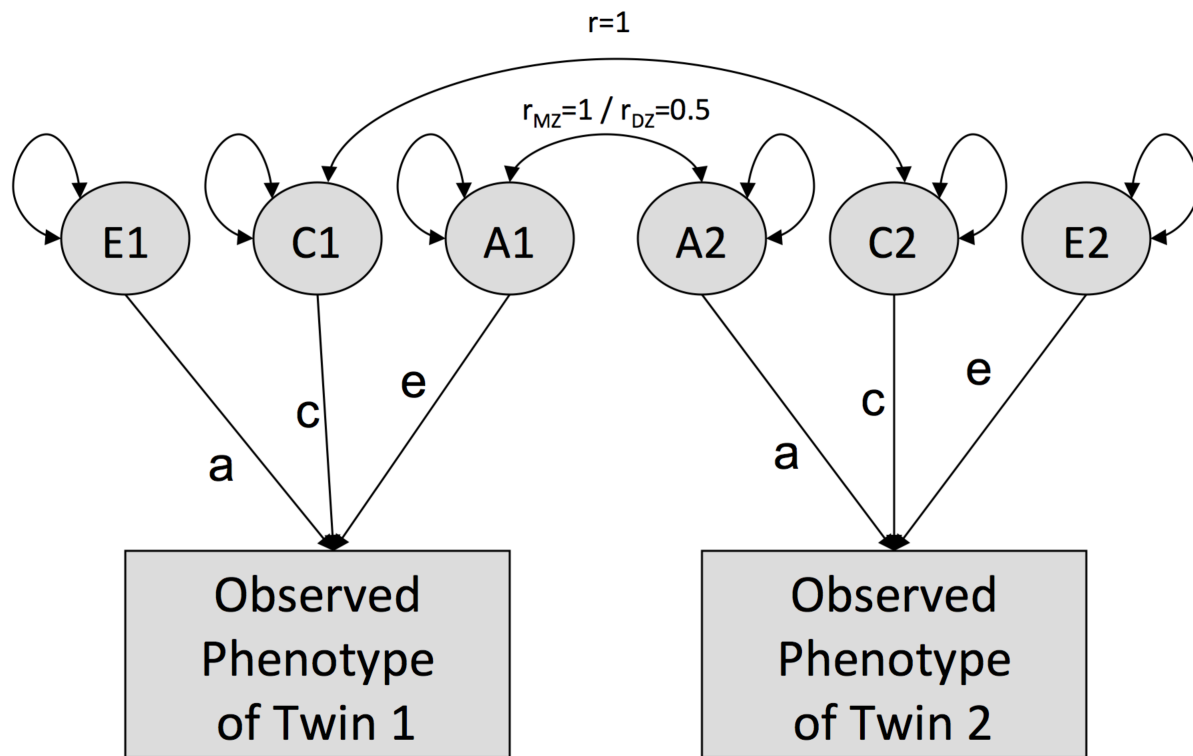 r=1
rMZ=1 / rDZ=0.5
E1 C1 A1 A2 C2 E2
a c e a c e
Observed Phenotype of Twin 1
Observed Phenotype of Twin 2